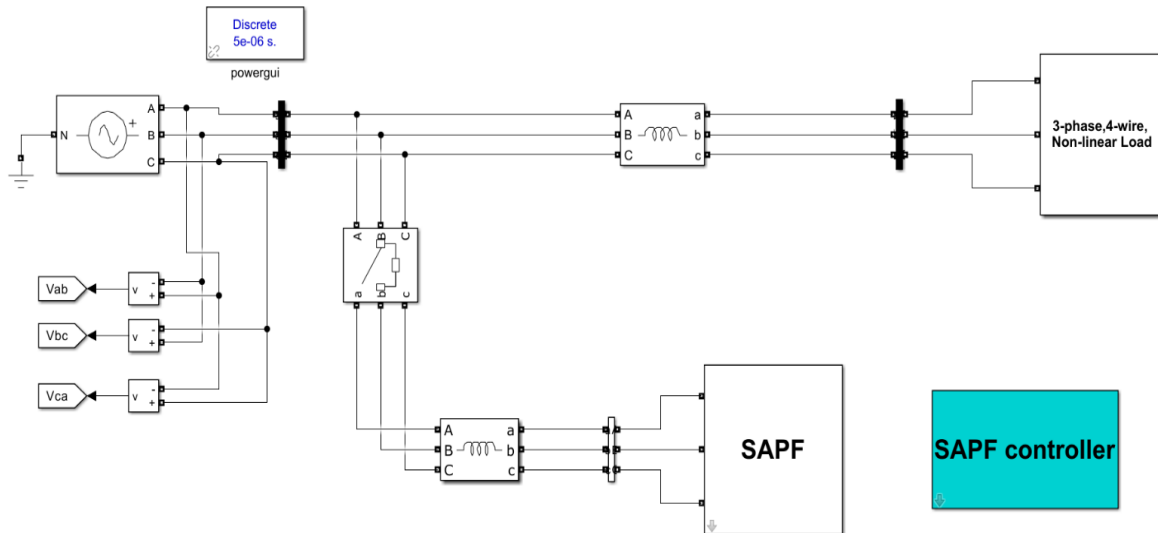 Discrete
5e-06 s.
powergui
N
+
A
B
C
A
B
C
a
b
c
3-phase,4-wire,
Non-linear Load
A
B
C
a
b
c
Vab
v
-
+
Vbc
v
-
+
Vca
v
-
+
A
B
C
a
b
c
SAPF
SAPF controller